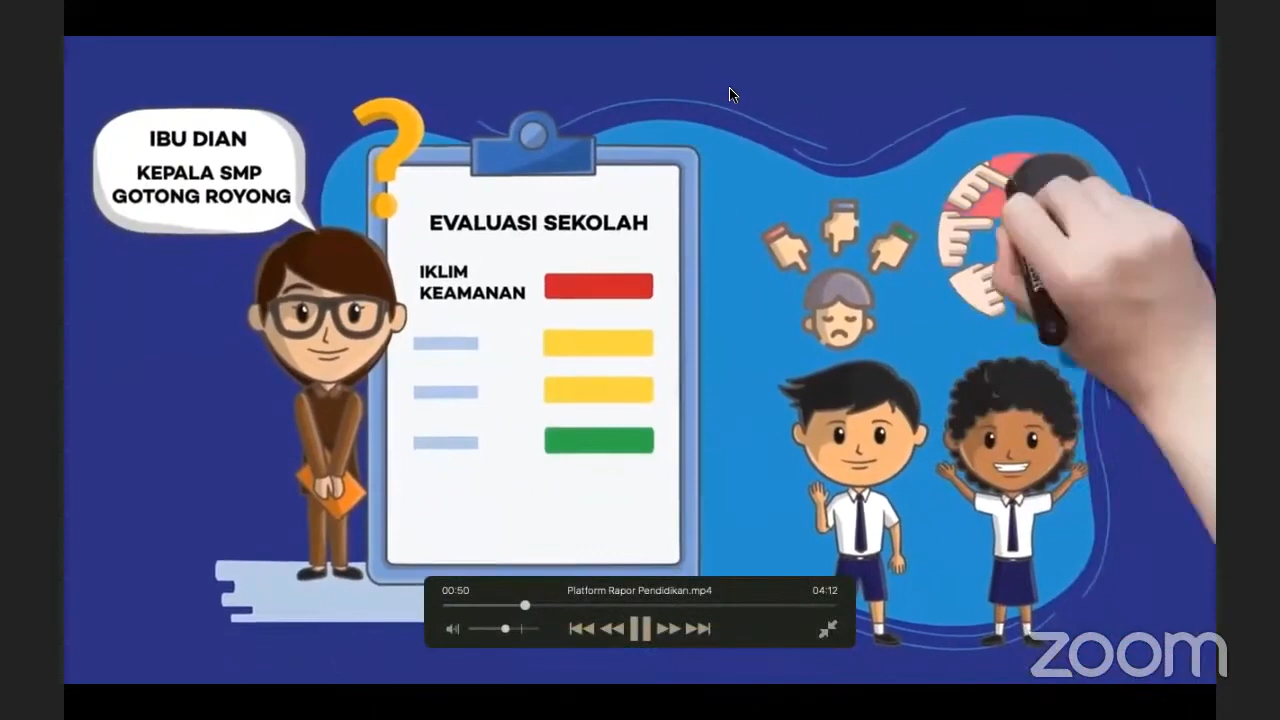 IBU DIAN
KEPALA SMP
GOTONG ROYONG
EVALUASI SEKOLAH
IKLIM
KEAMANAN
00:50
Platform Rapor Pendidikan.mp4
04:12
zoom